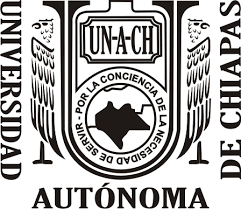 UN-A-CH
POR LA CONCIENCIA DE LA NECESIDAD DE SERVIR
UNIVERSIDAD
AUTÓNOMA
DE CHIAPAS